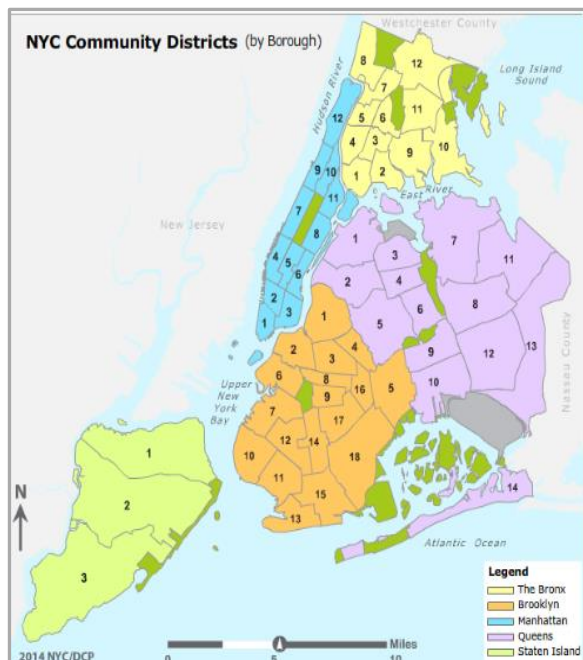 NYC Community Districts (by Borough)
Westchester County
Long Island
Sound
Hudson River
East River
New Jersey
Nassau County
Upper
New York
Bay
Atlantic Ocean
8
12
7
11
5
6
4
3
10
9
1
2
12
9
10
11
7
8
4
5
6
2
3
1
1
7
11
3
2
4
8
6
5
9
12
13
10
14
1
2
3
4
6
8
16
5
9
7
17
12
14
10
11
18
15
13
1
2
3
N
Legend
The Bronx
Brooklyn
Manhattan
Queens
Staten Island
Miles
0
5
10
2014 NYC/DCP